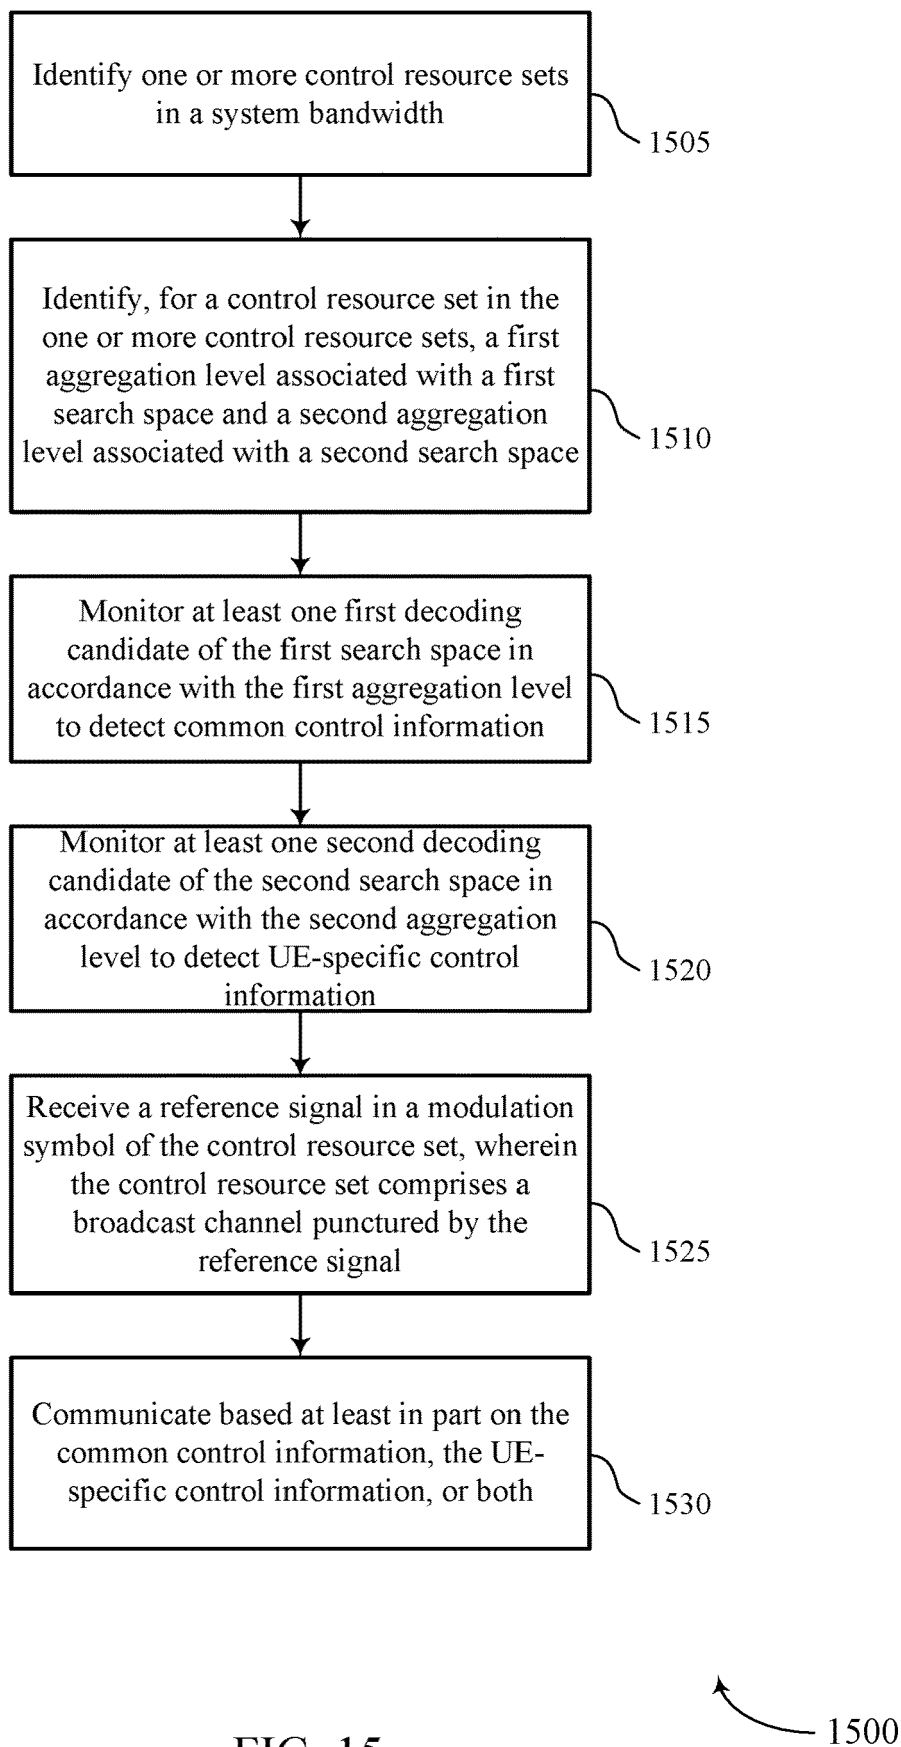 Identify one or more control resource sets
in a system bandwidth
1505
Identify, for a control resource set in the
one or more control resource sets, a first
aggregation level associated with a first
search space and a second aggregation
level associated with a second search space
1510
Monitor at least one first decoding
candidate of the first search space in
accordance with the first aggregation level
to detect common control information
1515
Monitor at least one second decoding
candidate of the second search space in
accordance with the second aggregation
level to detect UE-specific control
information
1520
Receive a reference signal in a modulation
symbol of the control resource set, wherein
the control resource set comprises a
broadcast channel punctured by the
reference signal
1525
Communicate based at least in part on the
common control information, the UE-
specific control information, or both
1530
1500
FIG. 15